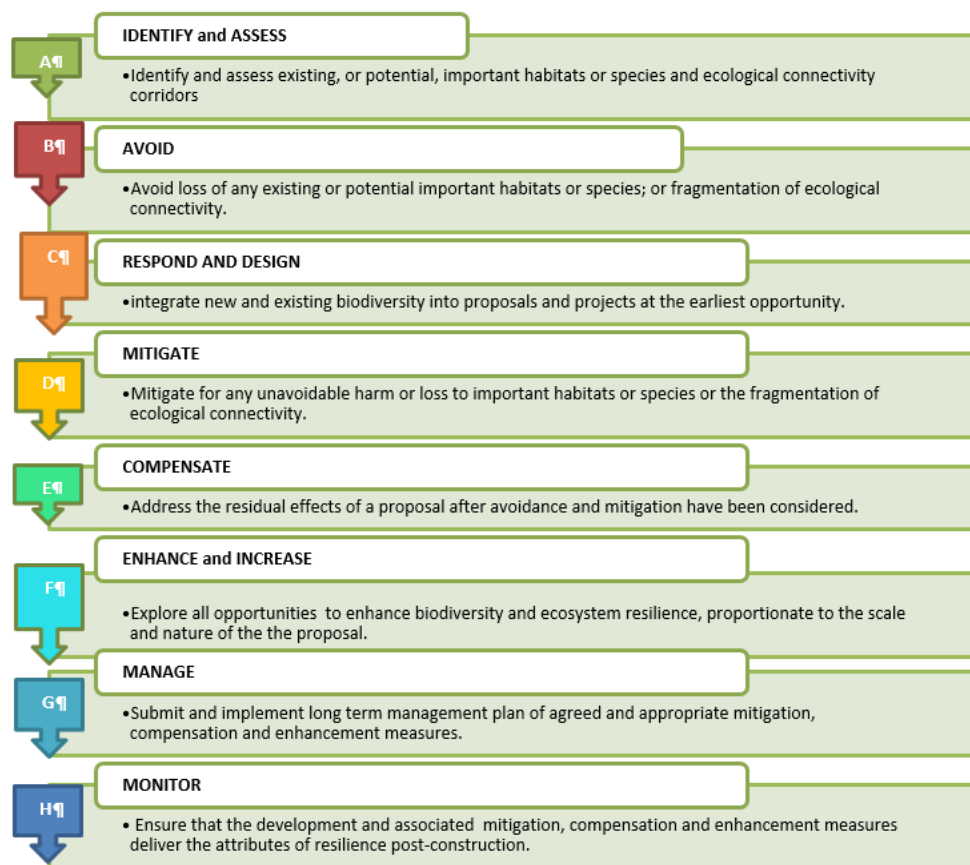 IDENTIFY and ASSESS
A¶
•Identify and assess existing, or potential, important habitats or species and ecological connectivity
corridors
AVOID
B¶
•Avoid loss of any existing or potential important habitats or species; or fragmentation of ecological
connectivity.
RESPOND AND DESIGN
C¶
•integrate new and existing biodiversity into proposals and projects at the earliest opportunity.
MITIGATE
D¶
•Mitigate for any unavoidable harm or loss to important habitats or species or the fragmentation of
ecological connectivity.
COMPENSATE
E¶
•Address the residual effects of a proposal after avoidance and mitigation have been considered.
ENHANCE and INCREASE
F¶
•Explore all opportunities  to enhance biodiversity and ecosystem resilience, proportionate to the scale
and nature of the the proposal.
MANAGE
G¶
•Submit and implement long term management plan of agreed and appropriate mitigation,
compensation and enhancement measures.
MONITOR
H¶
• Ensure that the development and associated  mitigation, compensation and enhancement measures
deliver the attributes of resilience post-construction.